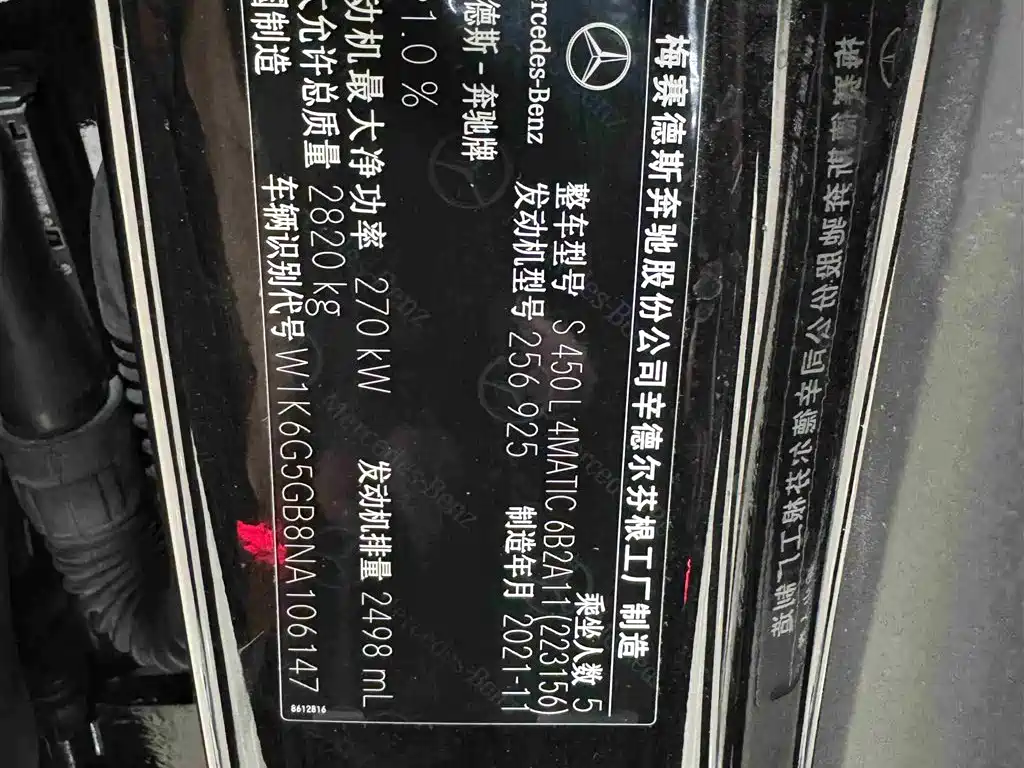 梅赛德斯奔驰股份公司辛德尔芬根工厂制造
乘坐人数 5
整车型号 S 450 L 4MATIC 6B2A11(223156)
Mercedes-Benz
发动机型号 256 925 制造年月 2021-11
德斯-奔驰牌
1.0 %
动机最大净功率 270 kW 发动机排量 2498 mL
大允许总质量 2820 kg
车辆识别代号 W1K6G5GB8NA106147
国制造
8612816